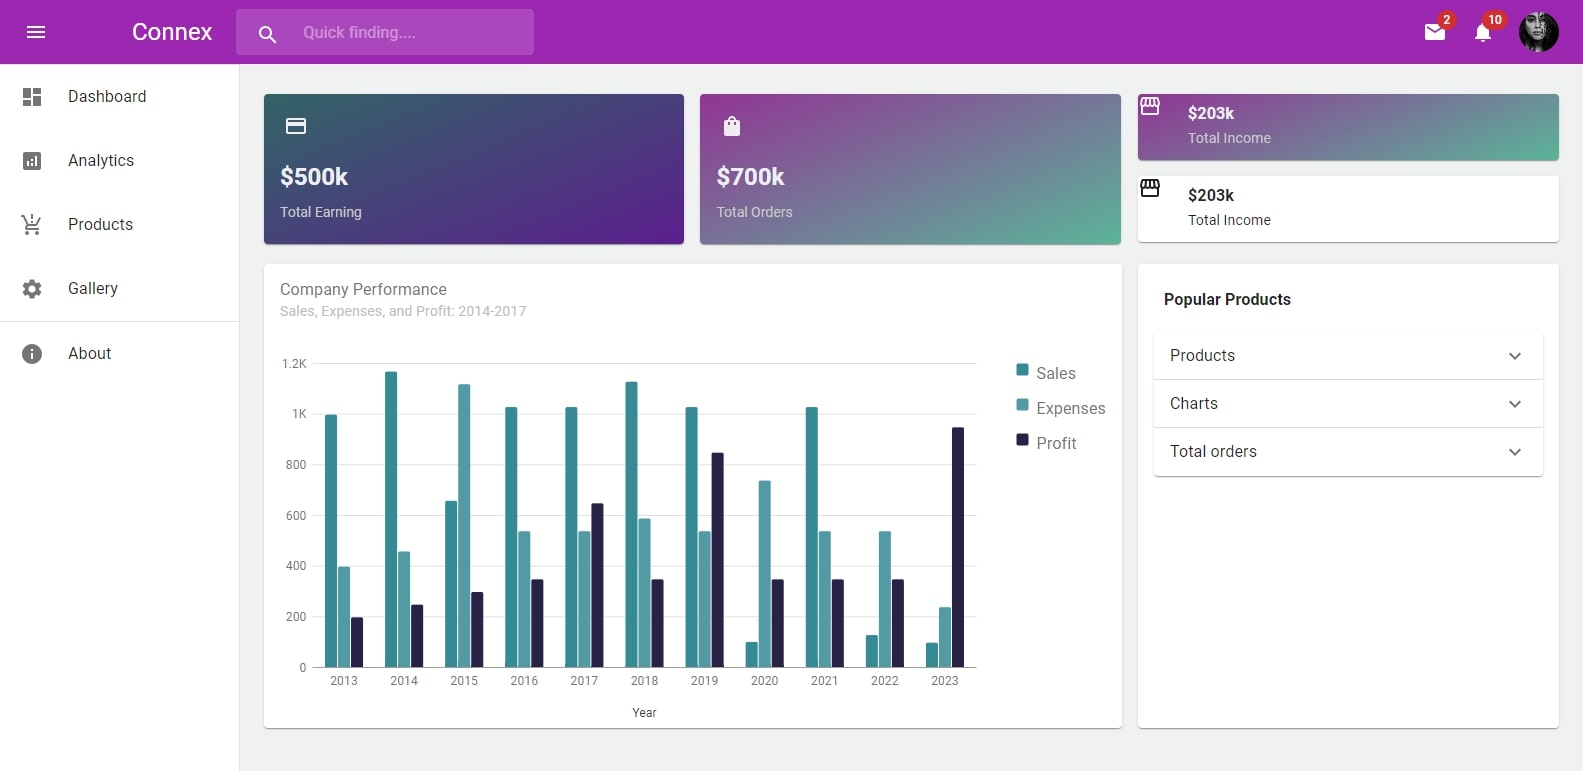 Connex
Quick finding....
2
10
Dashboard
Analytics
Products
Gallery
About
$500k
Total Earning
$700k
Total Orders
$203k
Total Income
$203k
Total Income
Company Performance
Sales, Expenses, and Profit: 2014-2017
1.2K
1K
800
600
400
200
0
2013 2014 2015 2016 2017 2018 2019 2020 2021 2022 2023
Year
Sales
Expenses
Profit
Popular Products
Products
Charts
Total orders